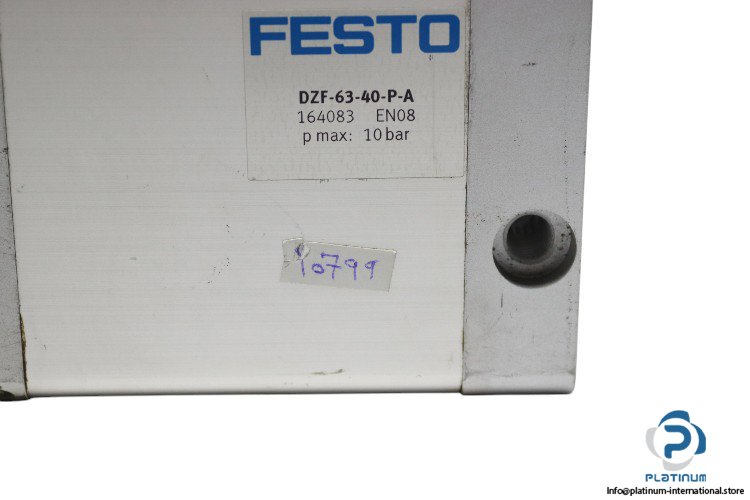 FESTO
DZF-63-40-P-A
164083 EN08
p max: 10 bar
10799
PLATINUM
Info@platinum-international.store